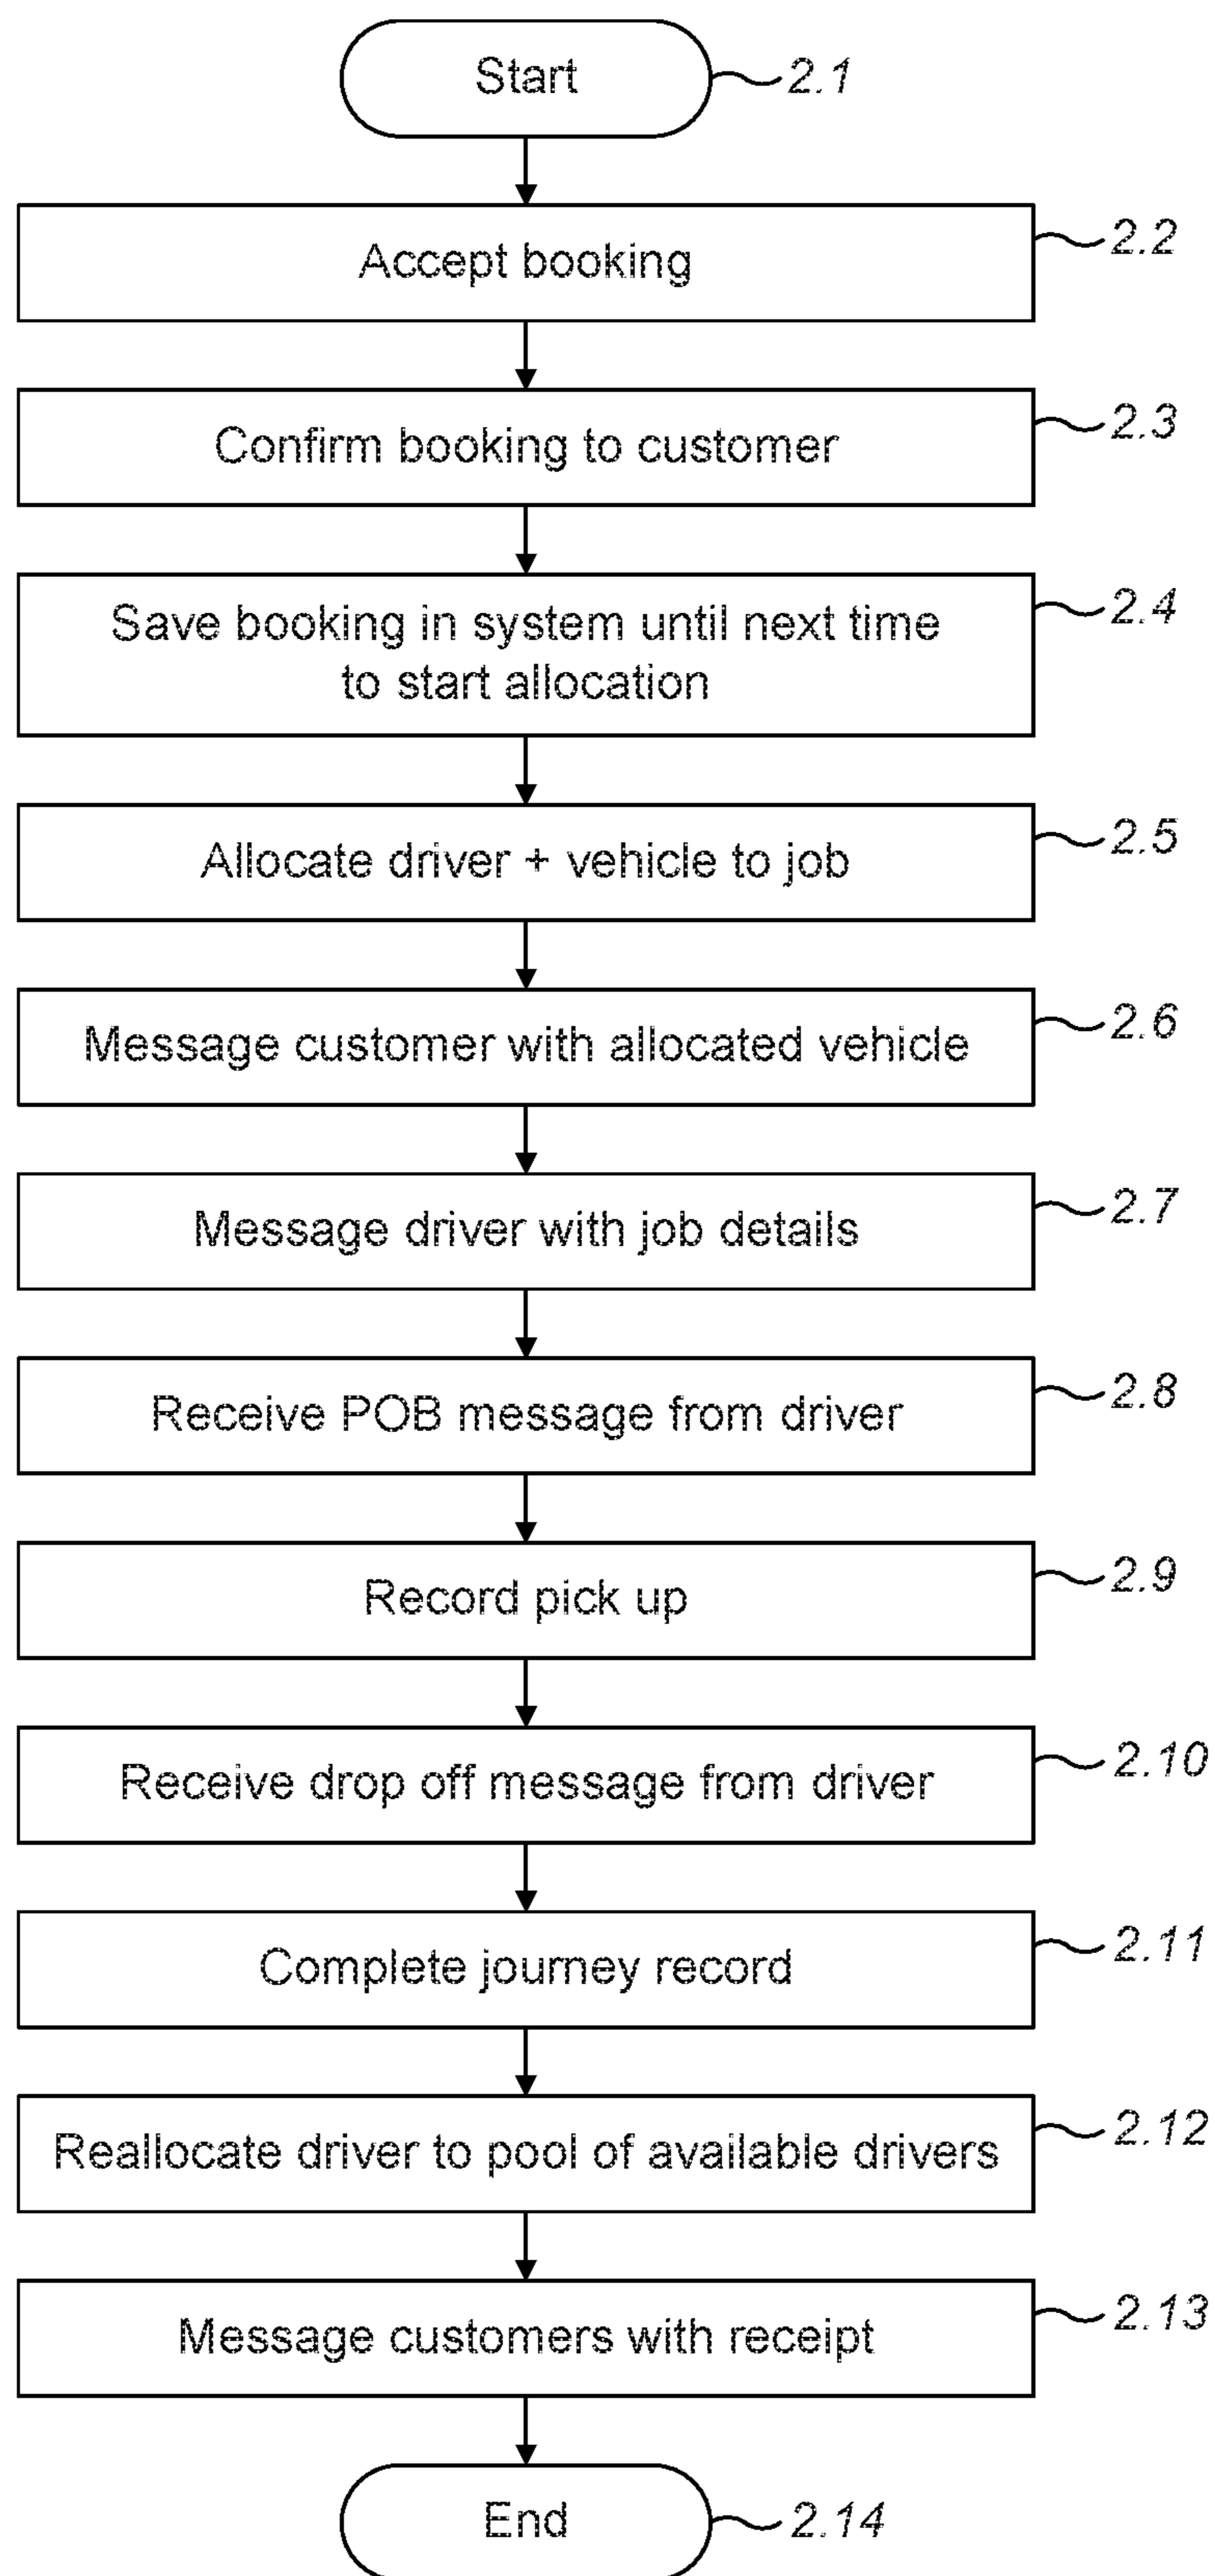 Start
2.1
Accept booking
2.2
Confirm booking to customer
2.3
Save booking in system until next time
to start allocation
2.4
Allocate driver + vehicle to job
2.5
Message customer with allocated vehicle
2.6
Message driver with job details
2.7
Receive POB message from driver
2.8
Record pick up
2.9
Receive drop off message from driver
2.10
Complete journey record
2.11
Reallocate driver to pool of available drivers
2.12
Message customers with receipt
2.13
End
2.14